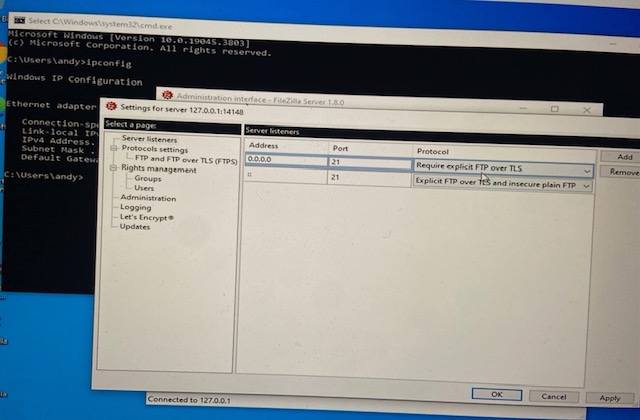 Select C:\Windows\system32\cmd.exe
Microsoft Windows [Version 10.0.19045.3803]
(c) Microsoft Corporation. All rights reserved.
C:\Users\andy>ipconfig
Windows IP Configuration
Ethernet adapter
Connection-sp
Link-local IP
IPv4 Address.
Subnet Mask .
Default Gatew
C:\Users\andy>
Administration interface - FileZilla Server 1.8.0
Settings for server 127.0.0.1:14148
Select a page:
Server listeners
Protocols settings
FTP and FTP over TLS (FTPS)
Rights management
Groups
Users
Administration
Logging
Let's Encrypt®
Updates
Server listeners
Address Port Protocol
0.0.0.0 21 Require explicit FTP over TLS
:: 21 Explicit FTP over TLS and insecure plain FTP
Add
Remove
OK Cancel Apply
Connected to 127.0.0.1